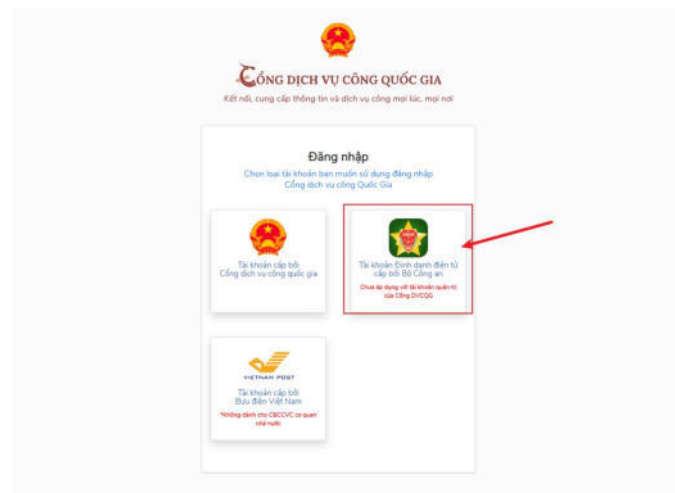 CỔNG DỊCH VỤ CÔNG QUỐC GIA
Kết nối, cung cấp thông tin và dịch vụ công mọi lúc, mọi nơi
Đăng nhập
Chọn loại tài khoản bạn muốn sử dụng đăng nhập
Cổng dịch vụ công Quốc Gia
Tài khoản cấp bởi
Cổng dịch vụ công quốc gia
Tài khoản Định danh điện tử
cấp bởi Bộ Công an
Chưa áp dụng với tài khoản quản trị
của Cổng DVCQG
VIETNAM POST
Tài khoản cấp bởi
Bưu điện Việt Nam
*Không dành cho CBCCVC cơ quan
nhà nước